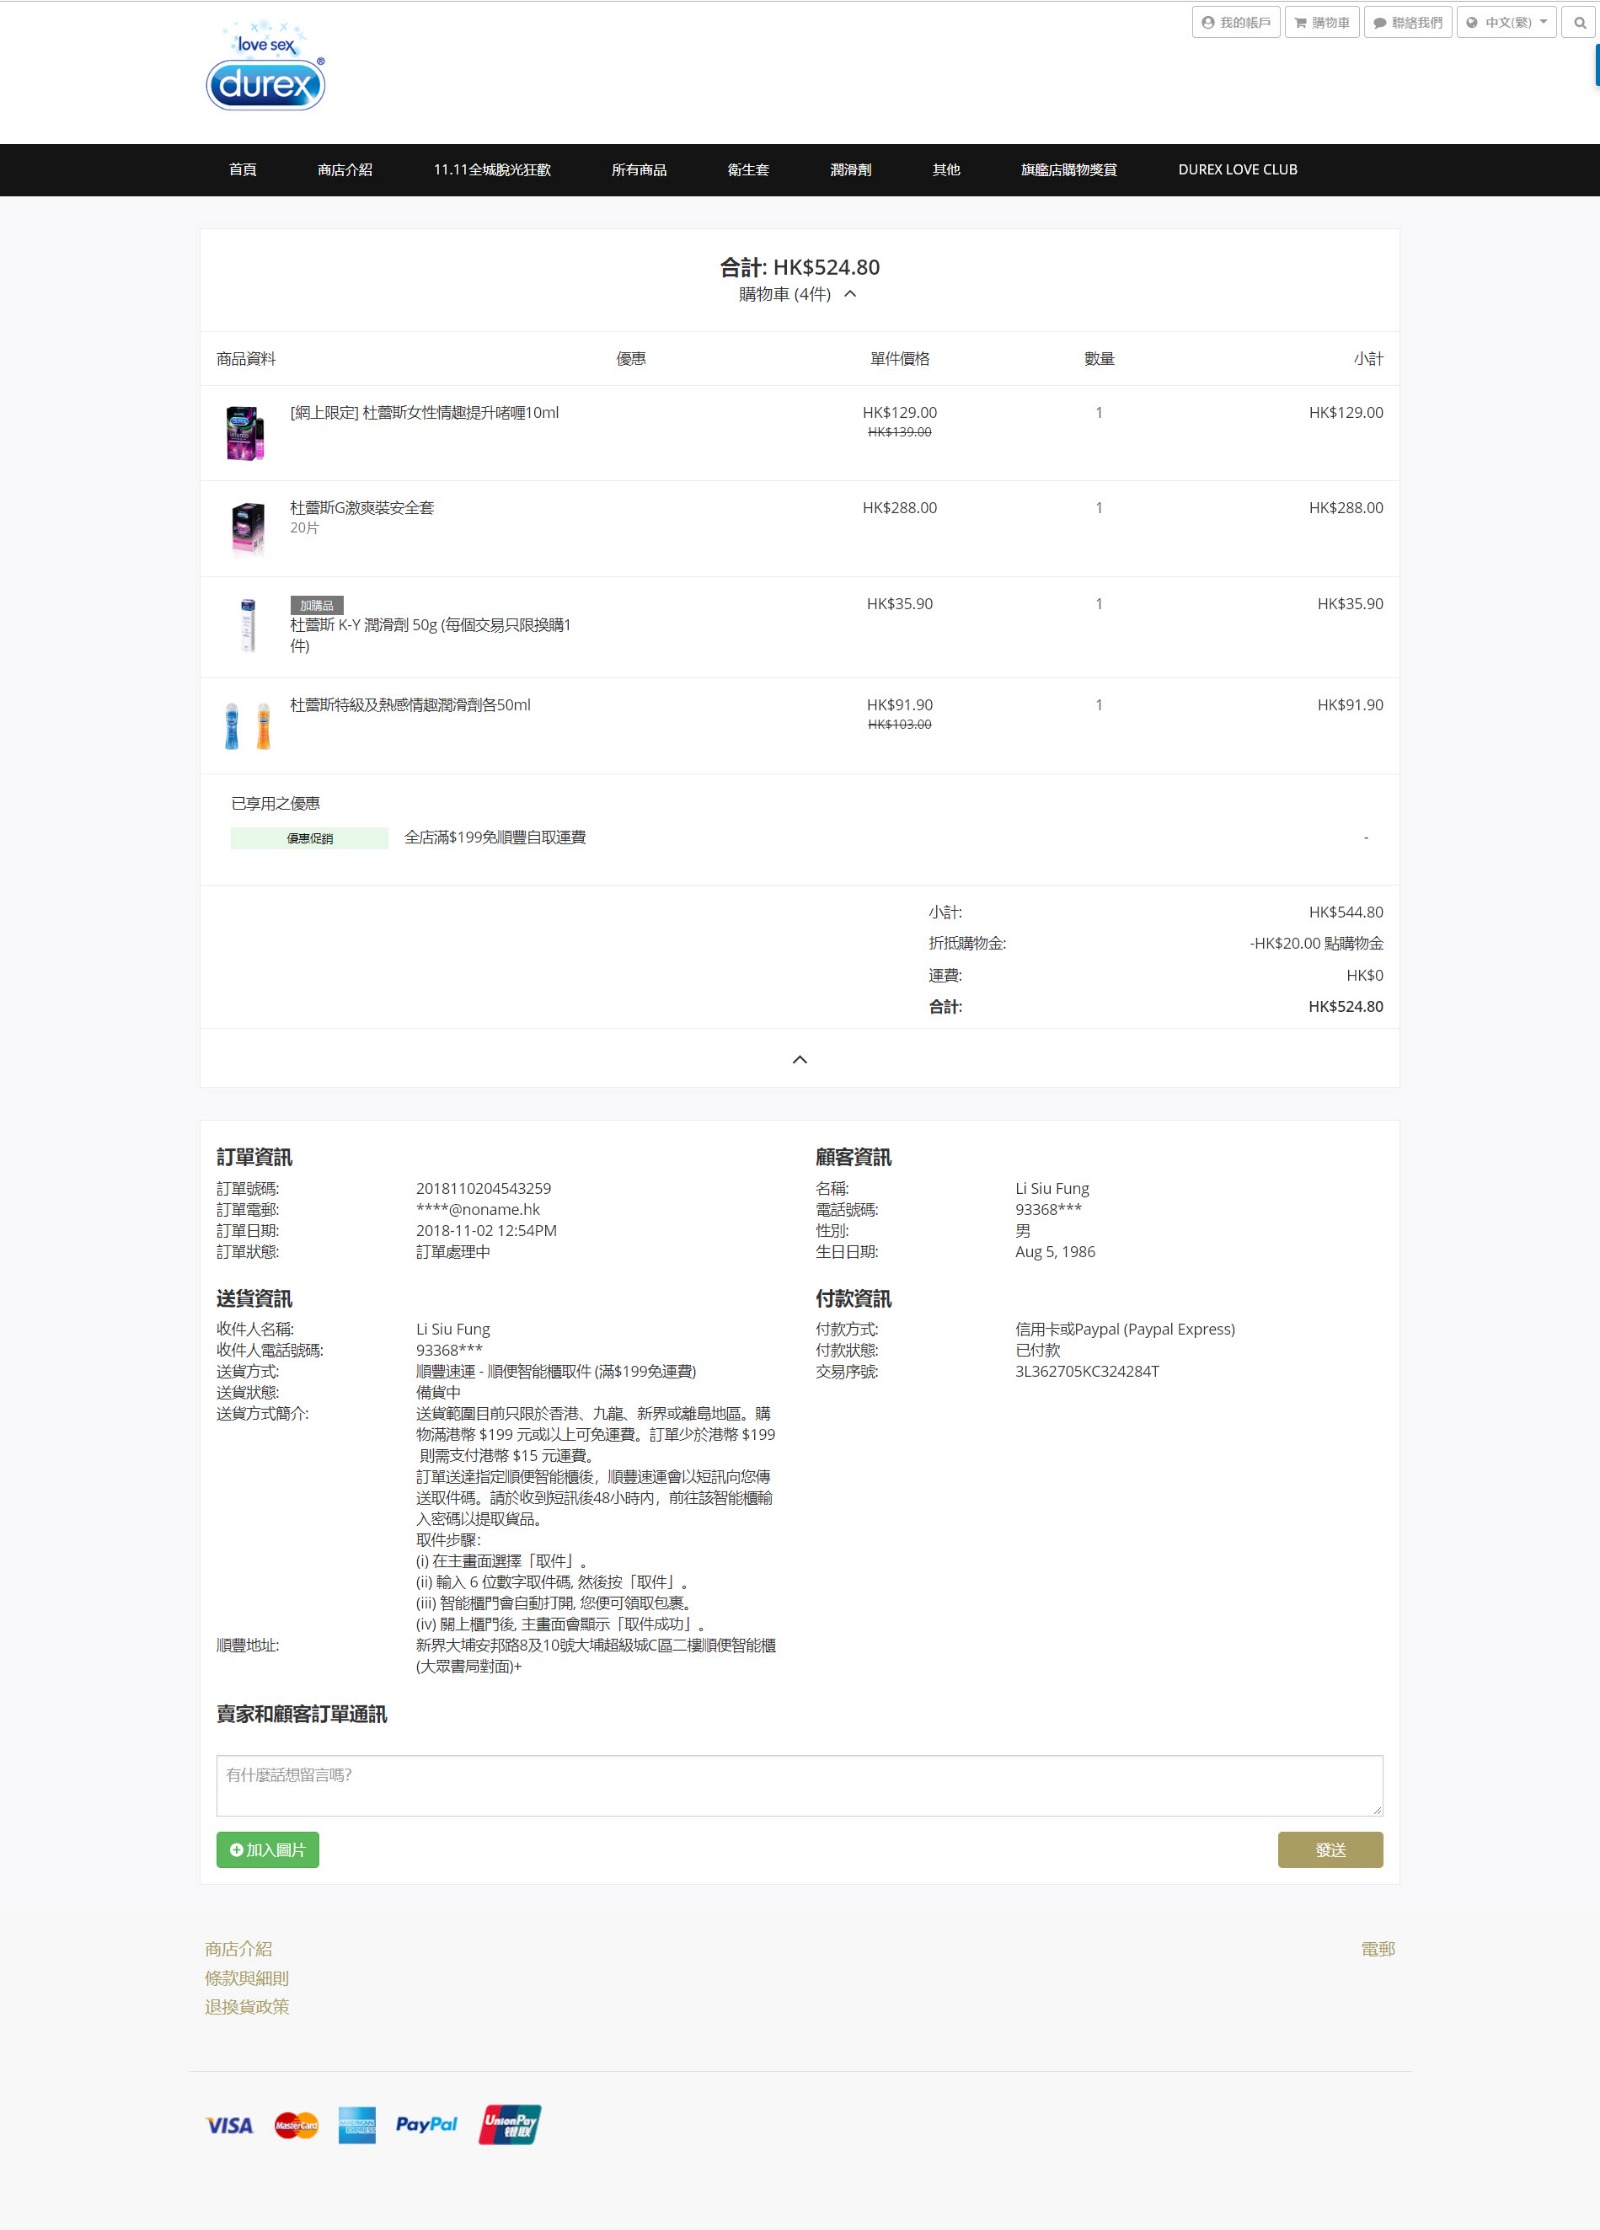 love sex
durex®
我的帳戶
購物車
聯絡我們
中文(繁)
首頁
商店介紹
11.11全城脫光狂歡
所有商品
衛生套
潤滑劑
其他
旗艦店購物獎賞
DUREX LOVE CLUB
合計: HK$524.80
購物車 (4件)
商品資料 優惠 單件價格 數量 小計
[網上限定] 杜蕾斯女性情趣提升啫喱10ml HK$129.00 1 HK$129.00
HK$139.00
杜蕾斯G激爽裝安全套 HK$288.00 1 HK$288.00
20片
加購品 HK$35.90 1 HK$35.90
杜蕾斯 K-Y 潤滑劑 50g (每個交易只限換購1
件)
杜蕾斯特級及熱感情趣潤滑劑各50ml HK$91.90 1 HK$91.90
HK$103.00
已享用之優惠
優惠促銷 全店滿$199免順豐自取運費 -
小計: HK$544.80
折抵購物金: -HK$20.00 點購物金
運費: HK$0
合計: HK$524.80
訂單資訊
訂單號碼: 2018110204543259
訂單電郵: ****@noname.hk
訂單日期: 2018-11-02 12:54PM
訂單狀態: 訂單處理中
顧客資訊
名稱: Li Siu Fung
電話號碼: 93368***
性別: 男
生日日期: Aug 5, 1986
送貨資訊
收件人名稱: Li Siu Fung
收件人電話號碼: 93368***
送貨方式: 順豐速運 - 順便智能櫃取件 (滿$199免運費)
送貨狀態: 備貨中
送貨方式簡介: 送貨範圍目前只限於香港、九龍、新界或離島地區。購
物滿港幣 $199 元或以上可免運費。訂單少於港幣 $199
則需支付港幣 $15 元運費。
訂單送達指定順便智能櫃後，順豐速運會以短訊向您傳
送取件碼。請於收到短訊後48小時內，前往該智能櫃輸
入密碼以提取貨品。
取件步驟：
(i) 在主畫面選擇「取件」。
(ii) 輸入 6 位數字取件碼, 然後按「取件」。
(iii) 智能櫃門會自動打開, 您便可領取包裹。
(iv) 關上櫃門後, 主畫面會顯示「取件成功」。
順豐地址: 新界大埔安邦路8及10號大埔超級城C區二樓順便智能櫃
(大眾書局對面)+
付款資訊
付款方式: 信用卡或Paypal (Paypal Express)
付款狀態: 已付款
交易序號: 3L362705KC324284T
賣家和顧客訂單通訊
有什麼話想留言嗎?
加入圖片
發送
商店介紹
條款與細則
退換貨政策
電郵
VISA
MasterCard
AMERICAN EXPRESS
PayPal
UnionPay
银联